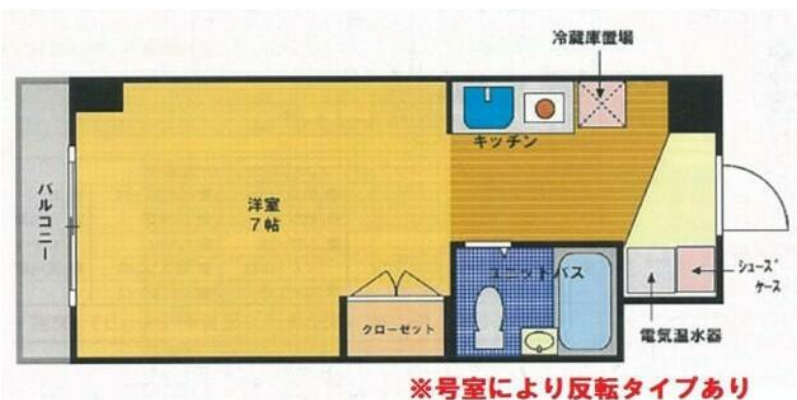 冷蔵庫置場
キッチン
バルコニー
洋室
7帖
ユニットバス
シューズ
ケース
クローゼット
電気温水器
※号室により反転タイプあり